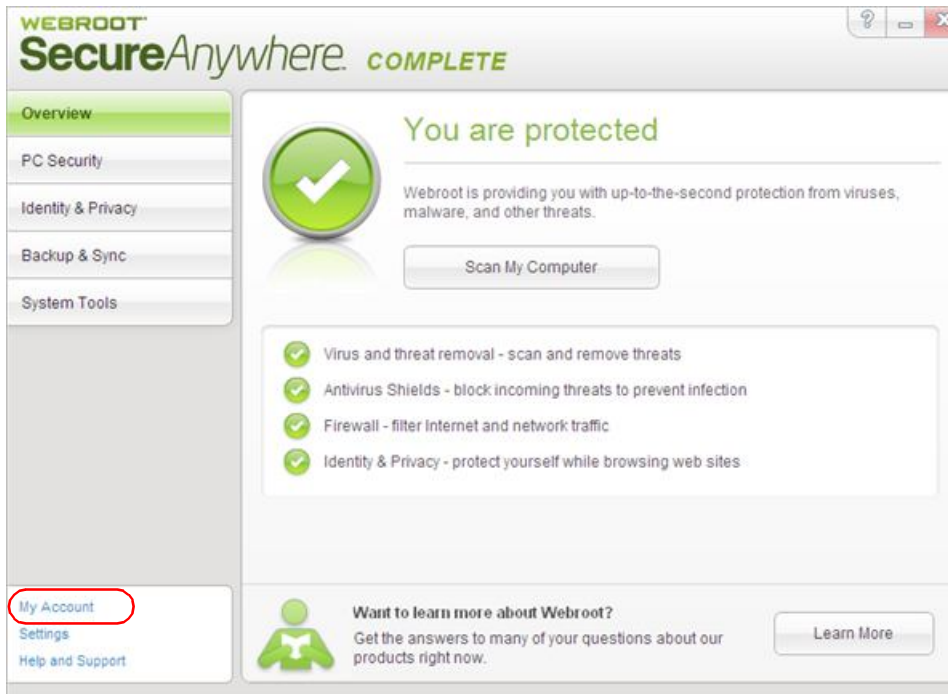 WEBROOT
SecureAnywhere. COMPLETE
?
Overview
PC Security
Identity & Privacy
Backup & Sync
System Tools
You are protected
Webroot is providing you with up-to-the-second protection from viruses,
malware, and other threats.
Scan My Computer
Virus and threat removal - scan and remove threats
Antivirus Shields - block incoming threats to prevent infection
Firewall - filter Internet and network traffic
Identity & Privacy - protect yourself while browsing web sites
My Account
Settings
Help and Support
Want to learn more about Webroot?
Get the answers to many of your questions about our
products right now.
Learn More